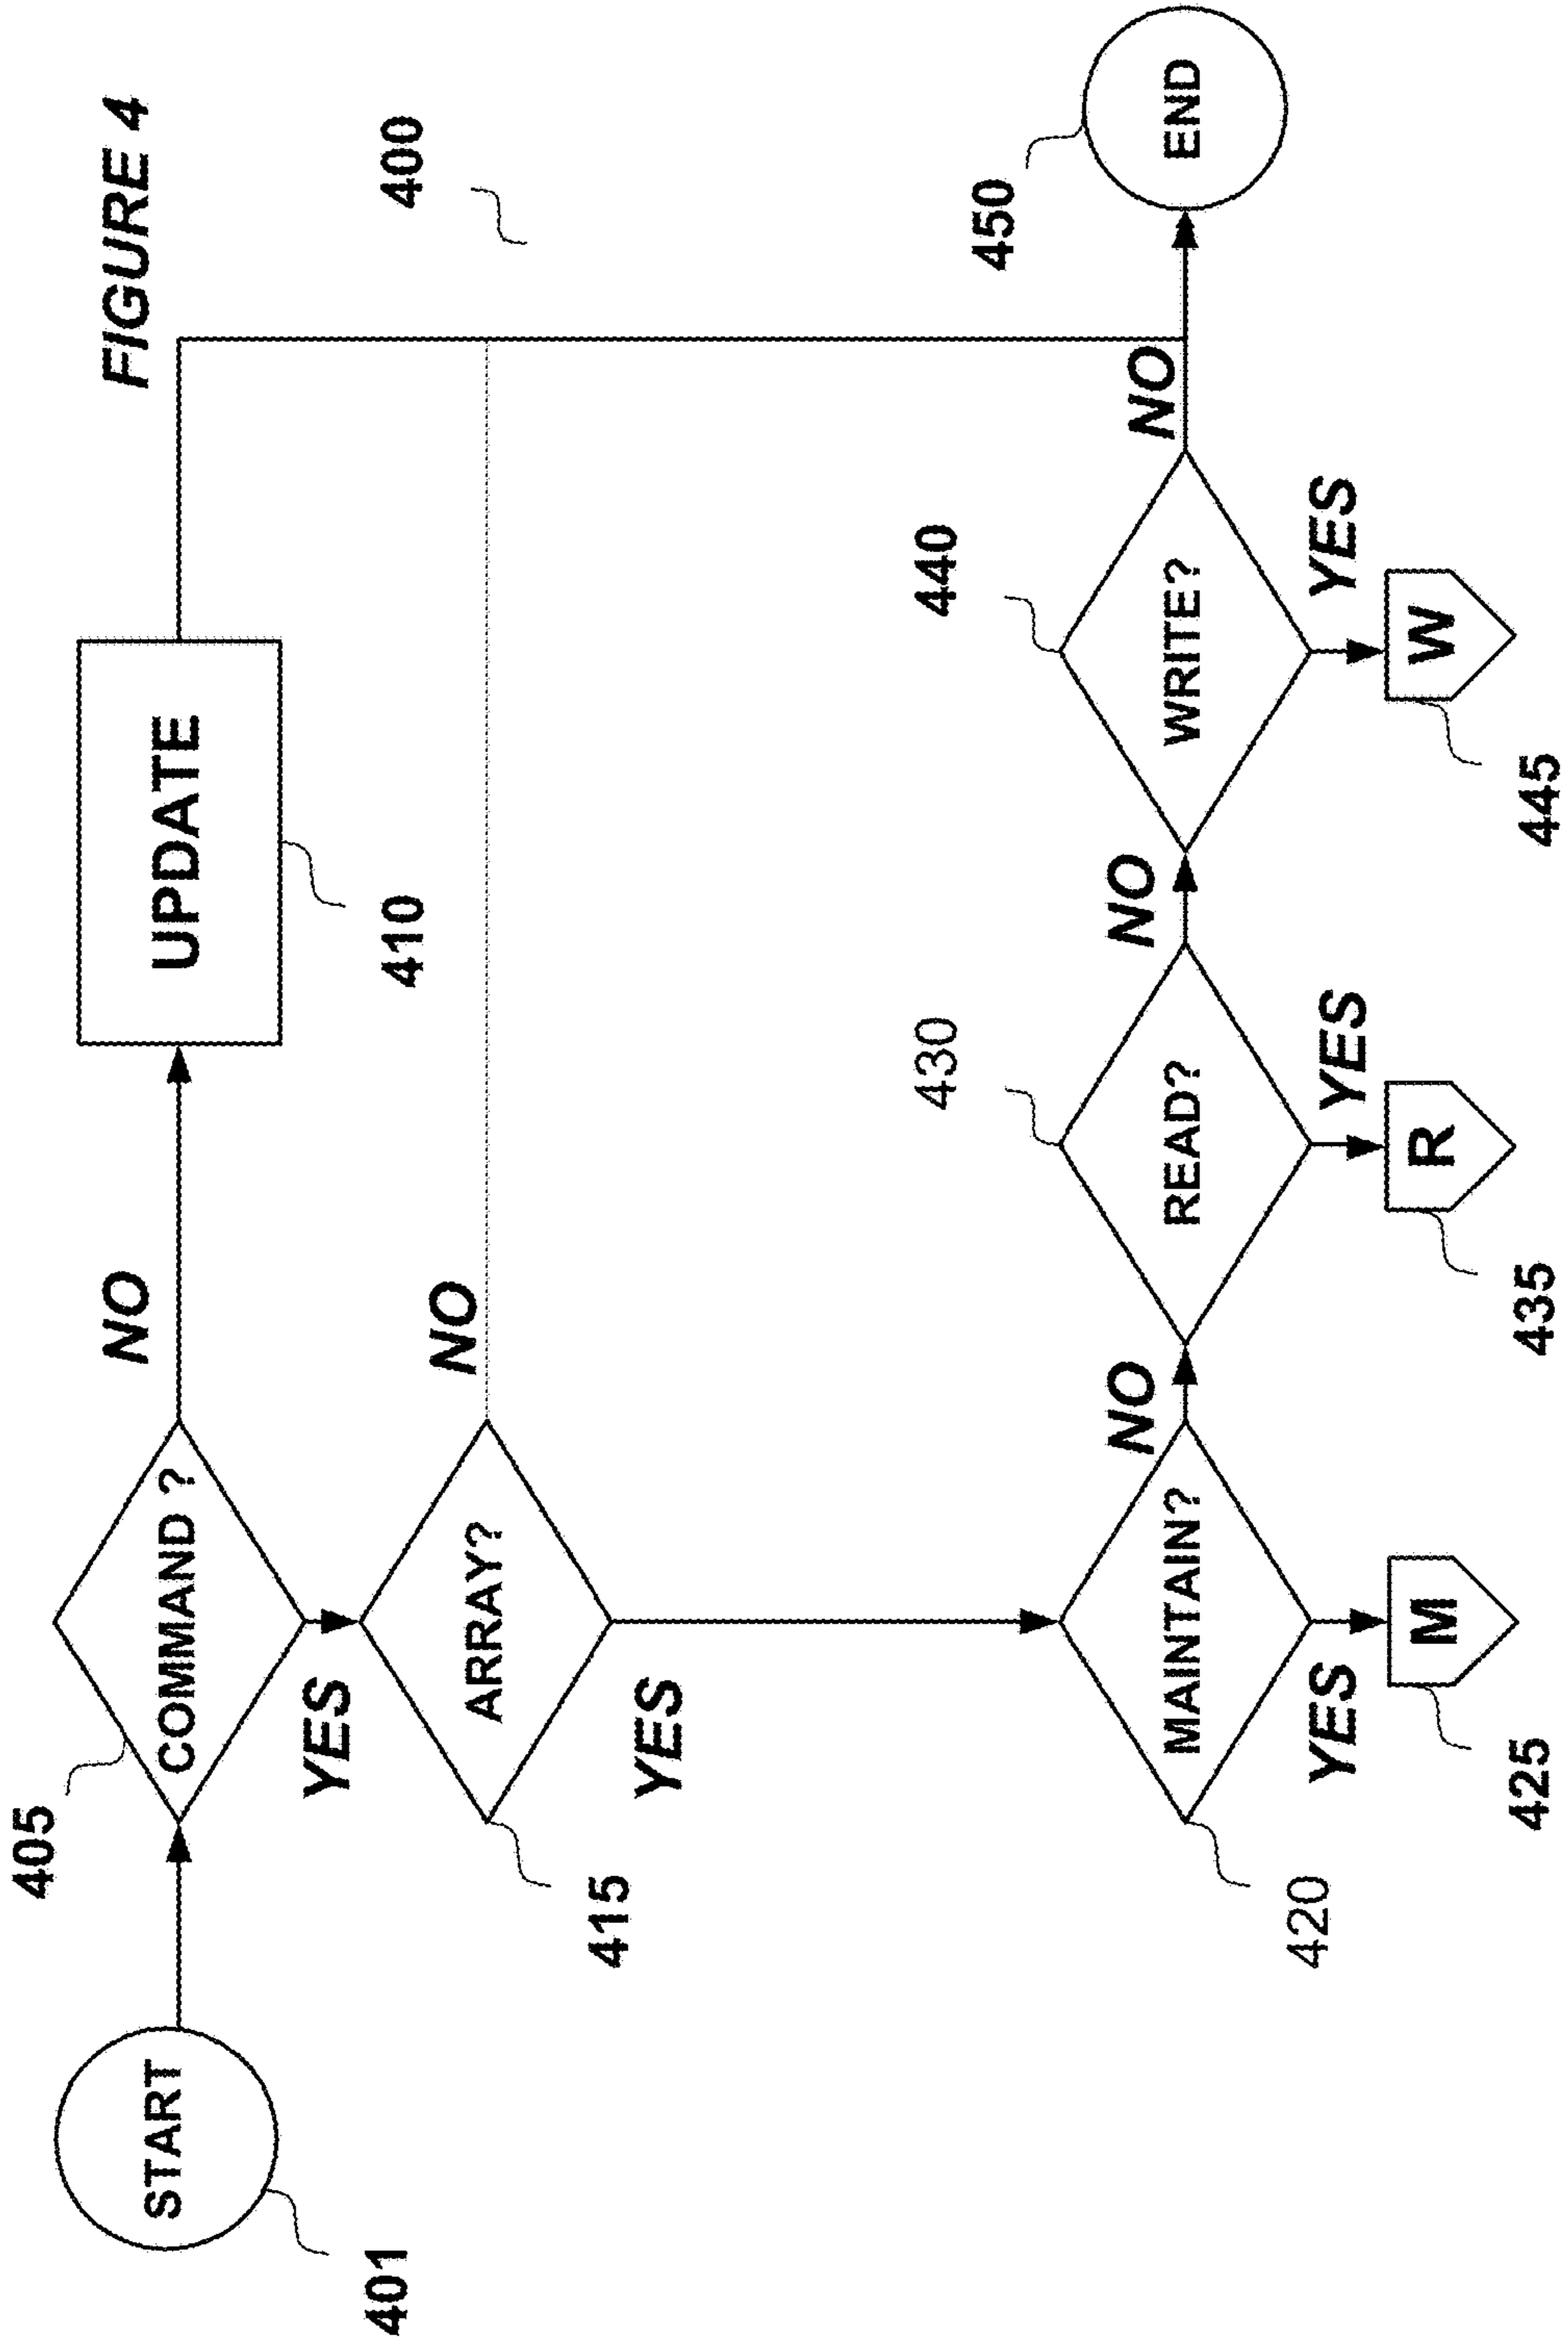 FIGURE 4
400
START
401
405
COMMAND ?
NO
UPDATE
410
YES
ARRAY?
415
NO
YES
MAINTAIN?
420
YES
M
425
NO
READ?
430
YES
R
435
NO
WRITE?
440
YES
W
445
NO
END
450